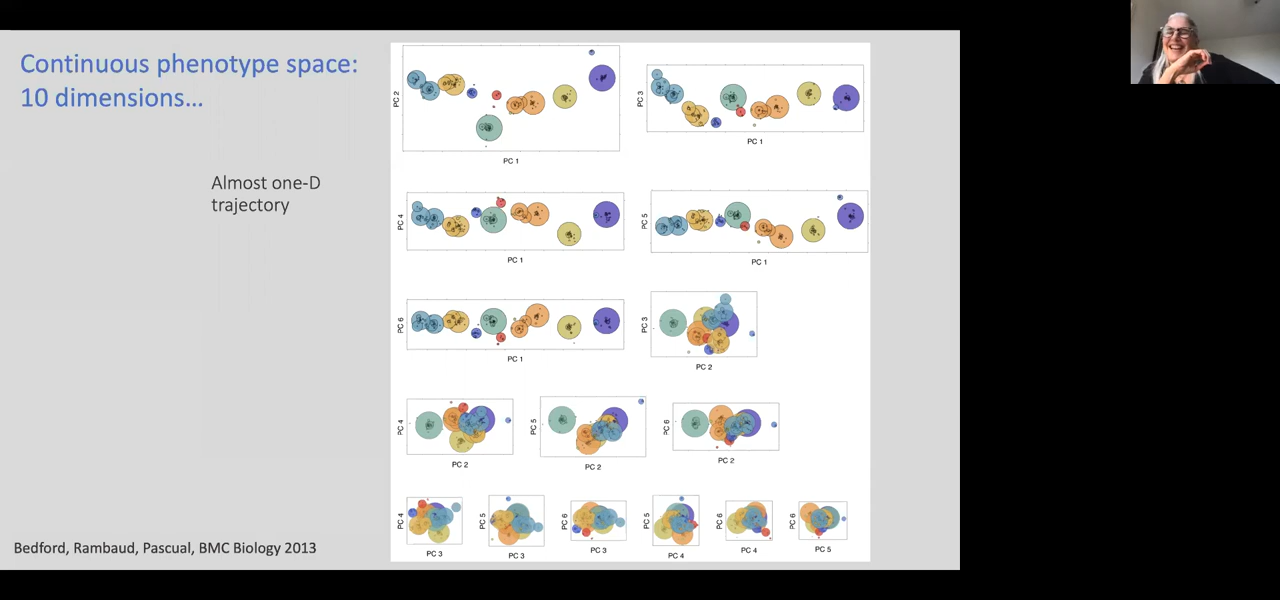 Continuous phenotype space:
10 dimensions...
Almost one-D
trajectory
PC 2
PC 1
PC 3
PC 1
PC 4
PC 1
PC 5
PC 1
PC 6
PC 1
PC 3
PC 2
PC 4
PC 2
PC 5
PC 2
PC 6
PC 2
PC 4
PC 3
PC 5
PC 3
PC 6
PC 3
PC 5
PC 4
PC 6
PC 4
PC 6
PC 5
Bedford, Rambaud, Pascual, BMC Biology 2013